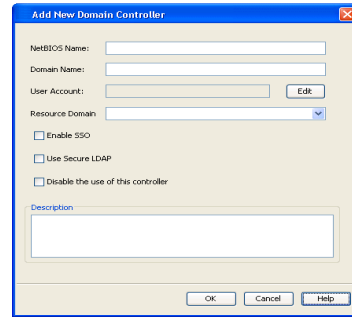 Add New Domain Controller
NetBIOS Name:
Domain Name:
User Account:
Edit
Resource Domain
Enable SSO
Use Secure LDAP
Disable the use of this controller
Description
OK
Cancel
Help